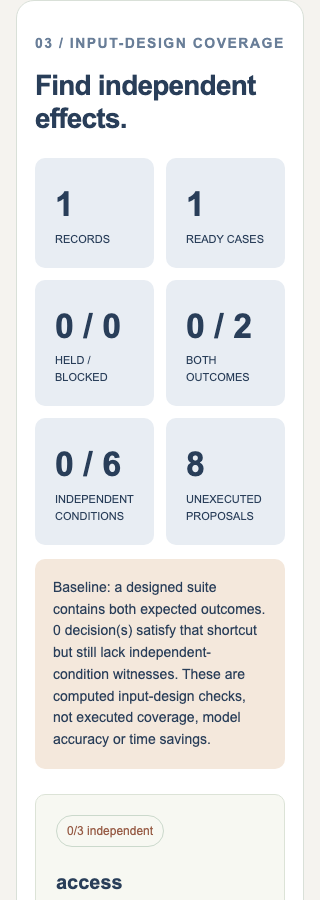 03 / INPUT-DESIGN COVERAGE
Find independent
effects.
1
RECORDS
1
READY CASES
0 / 0
HELD /
BLOCKED
0 / 2
BOTH
OUTCOMES
0 / 6
INDEPENDENT
CONDITIONS
8
UNEXECUTED
PROPOSALS
Baseline: a designed suite
contains both expected outcomes.
0 decision(s) satisfy that shortcut
but still lack independent-
condition witnesses. These are
computed input-design checks,
not executed coverage, model
accuracy or time savings.
0/3 independent
access